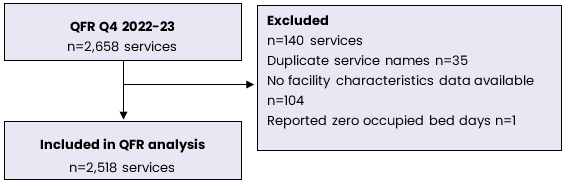 QFR Q4 2022-23
n=2,658 services
Excluded
n=140 services
Duplicate service names n=35
No facility characteristics data available
n=104
Reported zero occupied bed days n=1
Included in QFR analysis
n=2,518 services